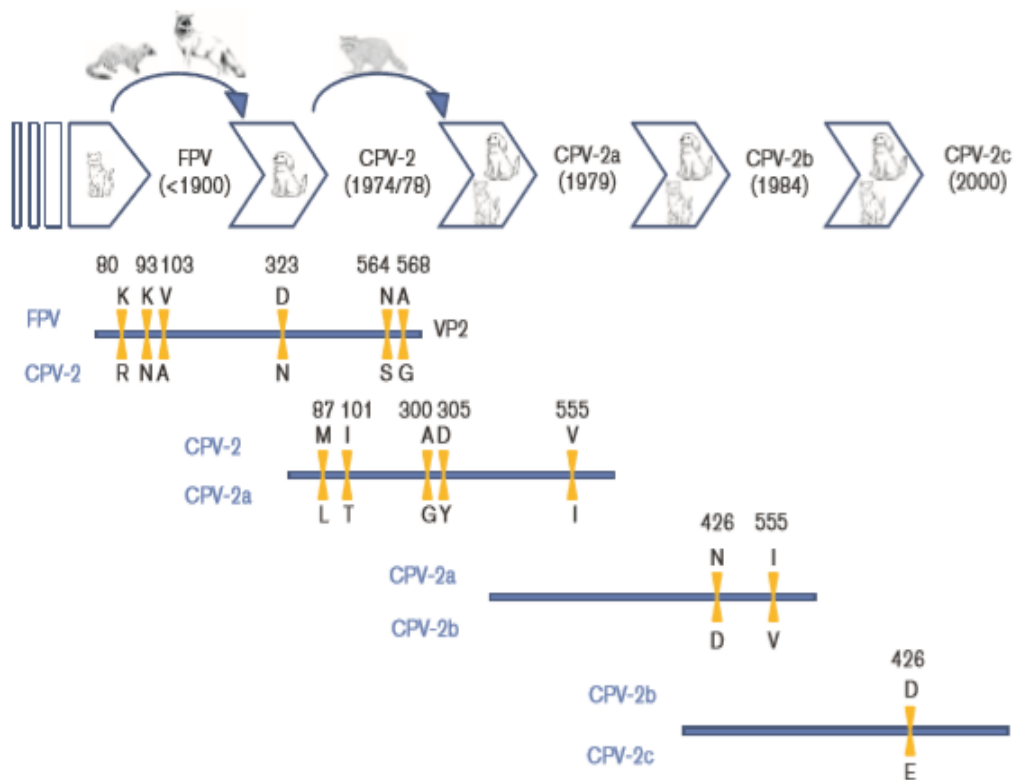 FPV CPV-2 CPV-2a CPV-2b CPV-2c
(<1900) (1974/78) (1979) (1984) (2000)
80 93 103 323 564 568
K K V D N A
FPV VP2
CPV-2
R N A N S G
87 101 300 305 555
M I A D V
CPV-2
CPV-2a
L T G Y I
426 555
N I
CPV-2a
CPV-2b
D V
426
D
CPV-2b
CPV-2c
E